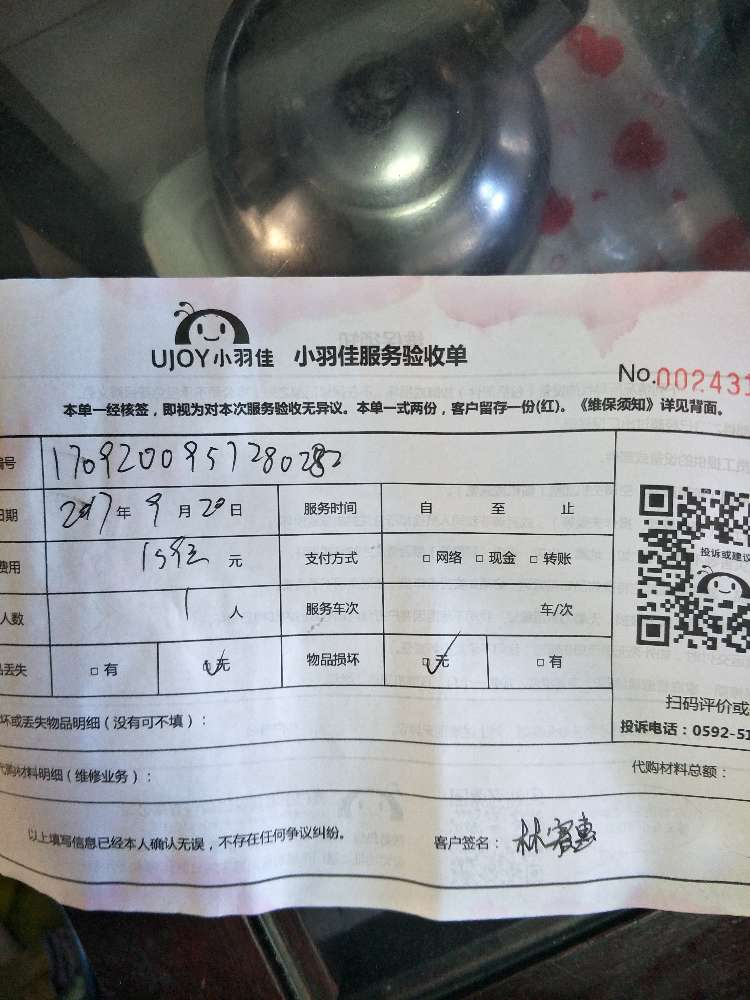 UJOY小羽佳 小羽佳服务验收单
No.002431
本单一经核签，即视为对本次服务验收无异议。本单一式两份，客户留存一份(红)。《维保须知》详见背面。
编号 1709200957280282
日期 2017年9月20日 服务时间 自 至 止
费用 元 支付方式 □网络 □现金 □转账
人数 1人 服务车次 车/次
品丢失 □有 □无 物品损坏 □无 □有
投诉或建议
扫码评价或
投诉电话：0592-51
坏或丢失物品明细（没有可不填）：
代购材料明细（维修业务）： 代购材料总额：
以上填写信息已经本人确认无误，不存在任何争议纠纷。 客户签名：